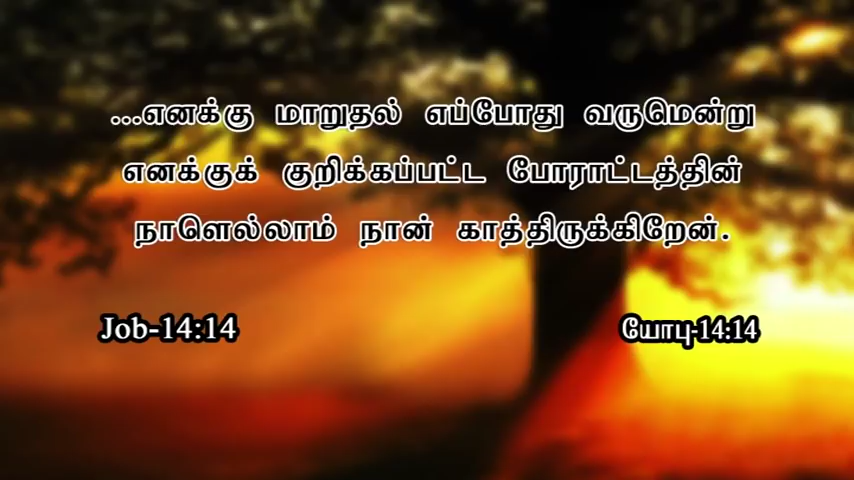 ...எனக்கு மாறுதல் எப்போது வருமென்று
எனக்குக் குறிக்கப்பட்ட போராட்டத்தின்
நாளெல்லாம் நான் காத்திருக்கிறேன்.
Job-14:14 யோபு-14:14